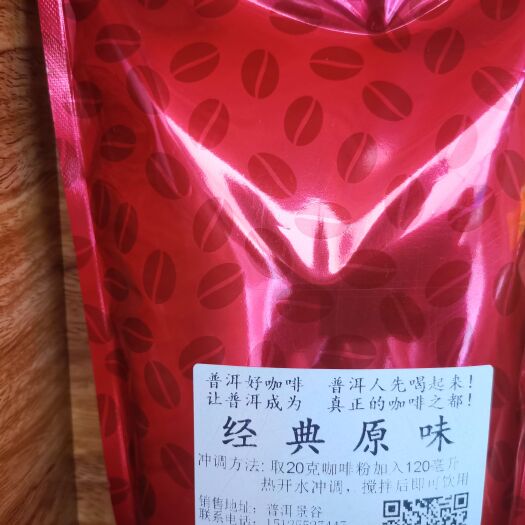 普洱好咖啡 普洱人先喝起来!
让普洱成为 真正的咖啡之都!
经典原味
冲调方法: 取20克咖啡粉加入120毫升
热开水冲调，搅拌后即可饮用
销售地址: 普洱景谷
联系电话: